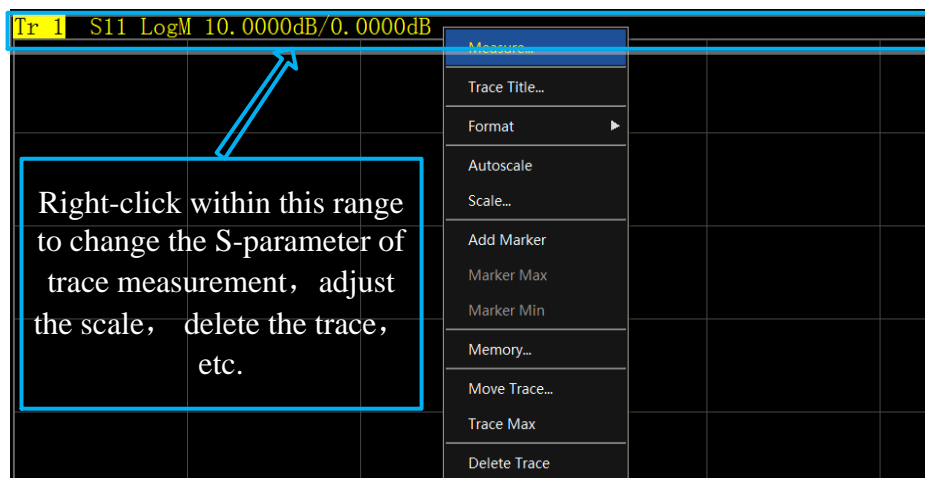 Tr 1 S11 LogM 10.0000dB/0.0000dB
Measure...
Trace Title...
Format
Autoscale
Scale...
Add Marker
Marker Max
Marker Min
Memory...
Move Trace...
Trace Max
Delete Trace
Right-click within this range
to change the S-parameter of
trace measurement，adjust
the scale， delete the trace，
etc.